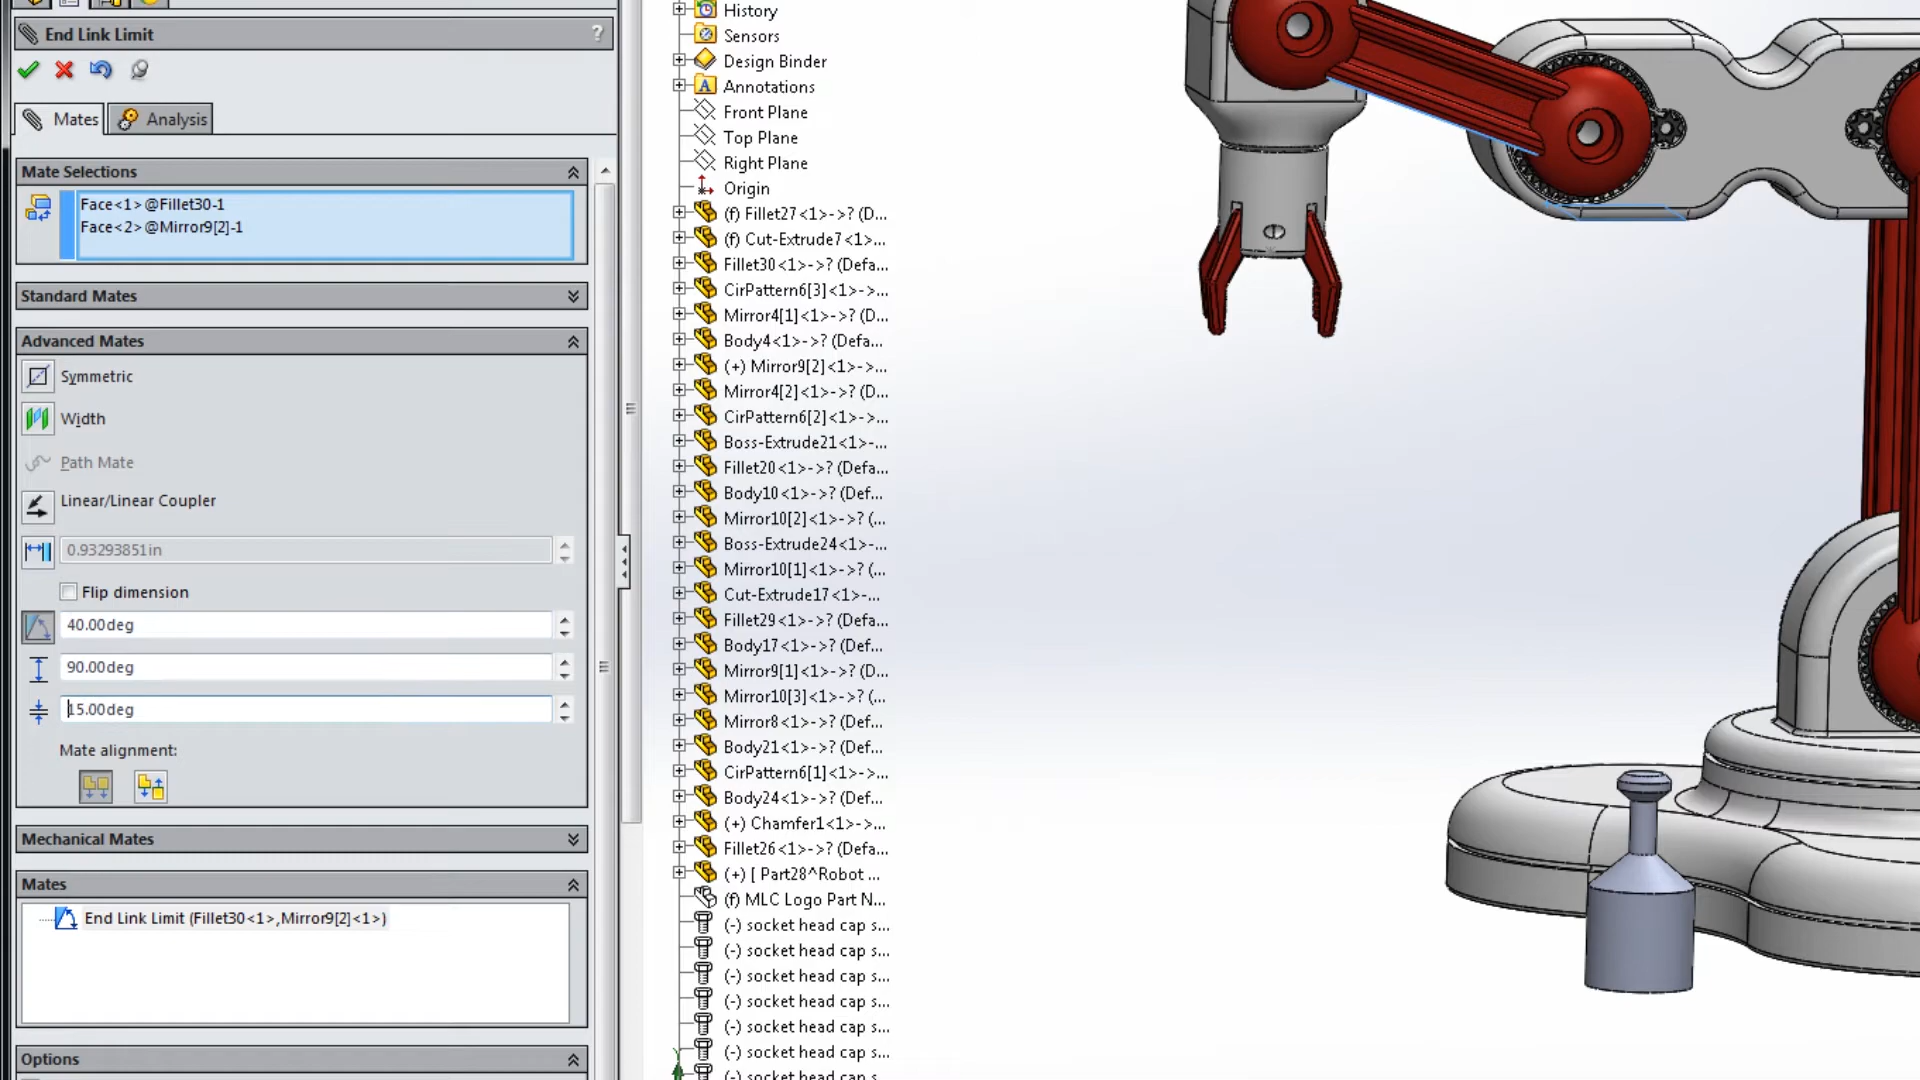 End Link Limit
?
Mates
Analysis
Mate Selections
Face<1>@Fillet30-1
Face<2>@Mirror9[2]-1
Standard Mates
Advanced Mates
Symmetric
Width
Path Mate
Linear/Linear Coupler
0.93293851in
Flip dimension
40.00deg
90.00deg
15.00deg
Mate alignment:
Mechanical Mates
Mates
End Link Limit (Fillet30<1>,Mirror9[2]<1>)
Options
History
Sensors
Design Binder
Annotations
Front Plane
Top Plane
Right Plane
Origin
(f) Fillet27<1>->? (D...
(f) Cut-Extrude7<1>...
Fillet30<1>->? (Defa...
CirPattern6[3]<1>->...
Mirror4[1]<1>->? (D...
Body4<1>->? (Defa...
(+) Mirror9[2]<1>->...
Mirror4[2]<1>->? (D...
CirPattern6[2]<1>->...
Boss-Extrude21<1>-...
Fillet20<1>->? (Defa...
Body10<1>->? (Def...
Mirror10[2]<1>->? (...
Boss-Extrude24<1>-...
Mirror10[1]<1>->? (...
Cut-Extrude17<1>-...
Fillet29<1>->? (Defa...
Body17<1>->? (Def...
Mirror9[1]<1>->? (D...
Mirror10[3]<1>->? (...
Mirror8<1>->? (Def...
Body21<1>->? (Def...
CirPattern6[1]<1>->...
Body24<1>->? (Def...
(+) Chamfer1<1>->...
Fillet26<1>->? (Defa...
(+) [ Part28^Robot ...
(f) MLC Logo Part N...
(-) socket head cap s...
(-) socket head cap s...
(-) socket head cap s...
(-) socket head cap s...
(-) socket head cap s...
(-) socket head cap s...
(-) socket head cap s...